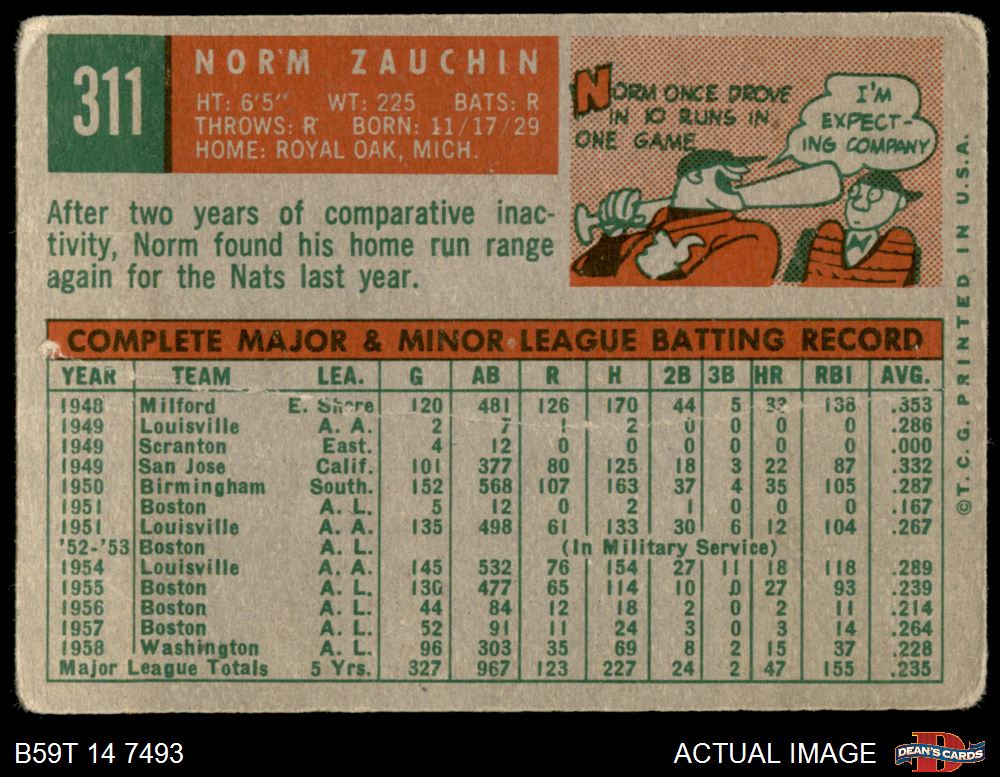 311
NORM ZAUCHIN
HT: 6'5" WT: 225 BATS: R
THROWS: R BORN: 11/17/29
HOME: ROYAL OAK, MICH.
NORM ONCE DROVE
IN 10 RUNS IN
ONE GAME
I'M
EXPECT-
ING COMPANY
After two years of comparative inac-
tivity, Norm found his home run range
again for the Nats last year.
COMPLETE MAJOR & MINOR LEAGUE BATTING RECORD
YEAR TEAM LEA. G AB R H 2B 3B HR RBI AVG.
1948 Milford E. Shore 120 481 126 170 44 5 33 138 .353
1949 Louisville A. A. 2 7 1 2 0 0 0 0 .286
1949 Scranton East. 4 12 0 0 0 0 0 0 .000
1949 San Jose Calif. 101 377 80 125 18 3 22 87 .332
1950 Birmingham South. 152 568 107 163 37 4 35 105 .287
1951 Boston A. L. 5 12 0 2 1 0 0 0 .167
1951 Louisville A. A. 135 498 61 133 30 6 12 104 .267
'52-'53 Boston A. L. (In Military Service)
1954 Louisville A. A. 145 532 76 154 27 11 18 118 .289
1955 Boston A. L. 130 477 65 114 10 0 27 93 .239
1956 Boston A. L. 44 84 12 18 2 0 2 11 .214
1957 Boston A. L. 52 91 11 24 3 0 3 14 .264
1958 Washington A. L. 96 303 35 69 8 2 15 37 .228
Major League Totals 5 Yrs. 327 967 123 227 24 2 47 155 .235
©T.C.G. PRINTED IN U.S.A.
B59T 14 7493
ACTUAL IMAGE
DEAN'S CARDS